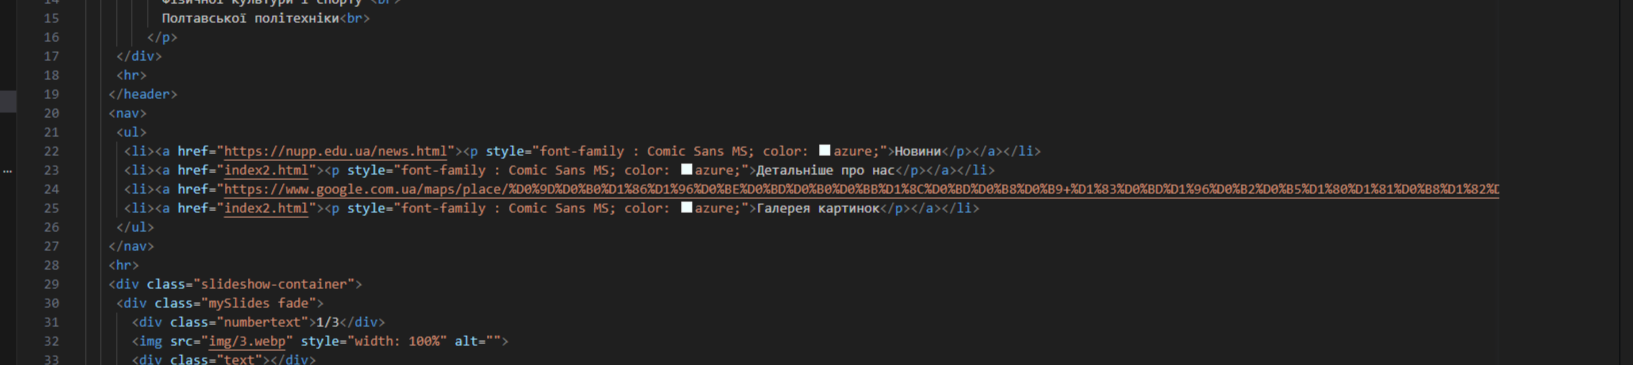 14 Фізичної культури і спорту <br>
15 Полтавської політехніки<br>
16 </p>
17 </div>
18 <hr>
19 </header>
20 <nav>
21 <ul>
22 <li><a href="https://nupp.edu.ua/news.html"><p style="font-family : Comic Sans MS; color: azure;">Новини</p></a></li>
23 <li><a href="index2.html"><p style="font-family : Comic Sans MS; color: azure;">Детальніше про нас</p></a></li>
24 <li><a href="https://www.google.com.ua/maps/place/%D0%9D%D0%B0%D1%86%D1%96%D0%BE%D0%BD%D0%B0%D0%BB%D1%8C%D0%BD%D0%B8%D0%B9+%D1%83%D0%BD%D1%96%D0%B2%D0%B5%D1%80%D1%81%D0%B8%D1%82%D
25 <li><a href="index2.html"><p style="font-family : Comic Sans MS; color: azure;">Галерея картинок</p></a></li>
26 </ul>
27 </nav>
28 <hr>
29 <div class="slideshow-container">
30 <div class="mySlides fade">
31 <div class="numbertext">1/3</div>
32 <img src="img/3.webp" style="width: 100%" alt="">
33 <div class="text"></div>